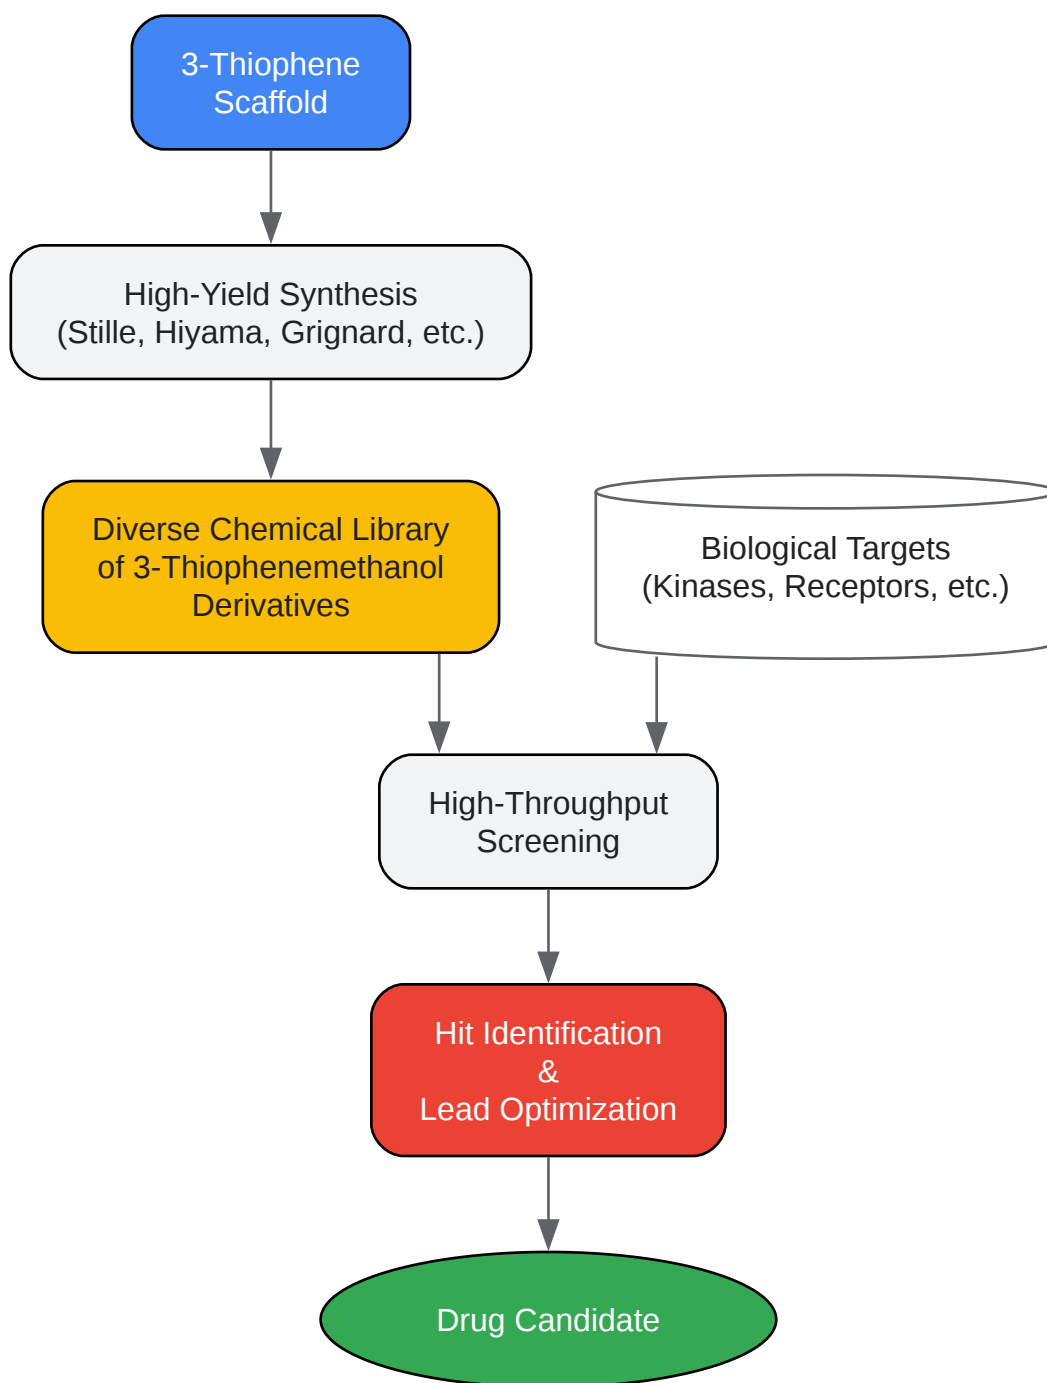 3-Thiophene
Scaffold
High-Yield Synthesis
(Stille, Hiyama, Grignard, etc.)
Diverse Chemical Library
of 3-Thiophenemethanol
Derivatives
Biological Targets
(Kinases, Receptors, etc.)
High-Throughput
Screening
Hit Identification
&
Lead Optimization
Drug Candidate